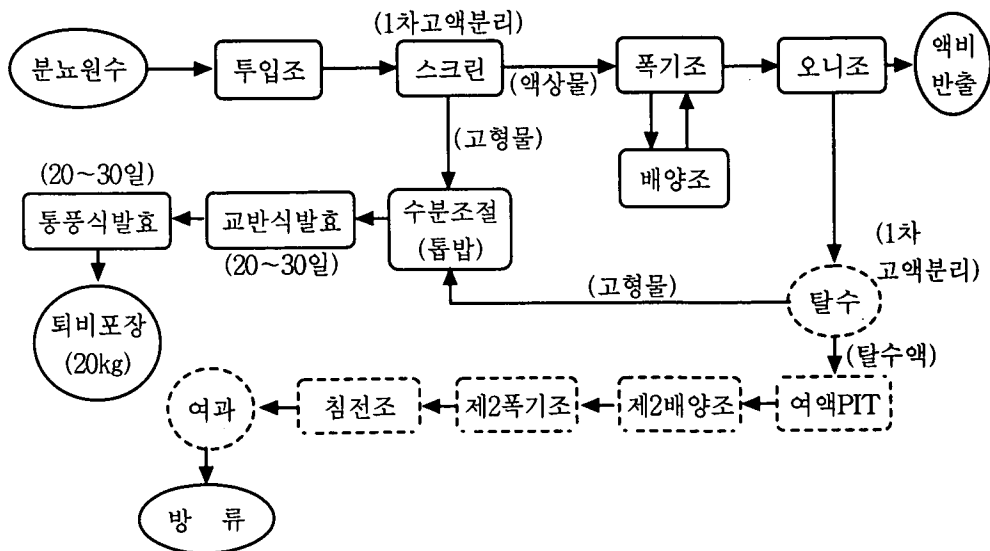 (1차고액분리)
분뇨원수
투입조
스크린
(액상물)
폭기조
오니조
액비
반출
(고형물)
배양조
(20～30일)
통풍식발효
교반식발효
(20～30일)
수분조절
(톱밥)
(1차
고액분리)
(고형물)
탈수
퇴비포장
(20kg)
(탈수액)
여과
침전조
제2폭기조
제2배양조
여액PIT
방 류